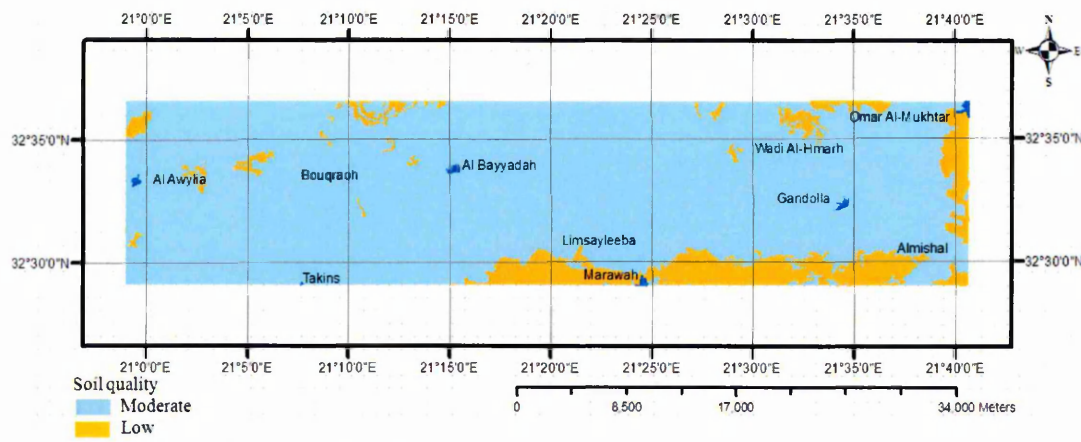 21°0'0"E 21°5'0"E 21°10'0"E 21°15'0"E 21°20'0"E 21°25'0"E 21°30'0"E 21°35'0"E 21°40'0"E
N
W E
S
Omar Al-Mukhtar
32°35'0"N 32°35'0"N
Wadi Al-Hmarh
Al Bayyadah
Al Awylia
Bouqraoh
Gandolla
Limsayleeba
Almishal
32°30'0"N 32°30'0"N
Takins
Marawah
21°0'0"E 21°5'0"E 21°10'0"E 21°15'0"E 21°20'0"E 21°25'0"E 21°30'0"E 21°35'0"E 21°40'0"E
Soil quality
Moderate
Low
0 8,500 17,000 34,000 Meters